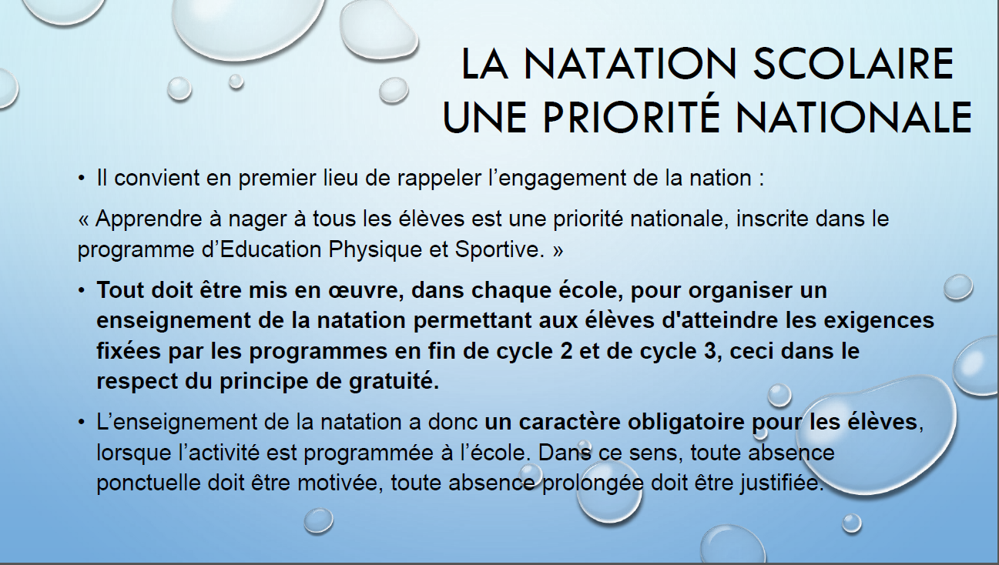 LA NATATION SCOLAIRE
UNE PRIORITÉ NATIONALE
• Il convient en premier lieu de rappeler l’engagement de la nation :
« Apprendre à nager à tous les élèves est une priorité nationale, inscrite dans le
programme d’Education Physique et Sportive. »
• Tout doit être mis en œuvre, dans chaque école, pour organiser un
enseignement de la natation permettant aux élèves d'atteindre les exigences
fixées par les programmes en fin de cycle 2 et de cycle 3, ceci dans le
respect du principe de gratuité.
• L’enseignement de la natation a donc un caractère obligatoire pour les élèves,
lorsque l’activité est programmée à l’école. Dans ce sens, toute absence
ponctuelle doit être motivée, toute absence prolongée doit être justifiée.